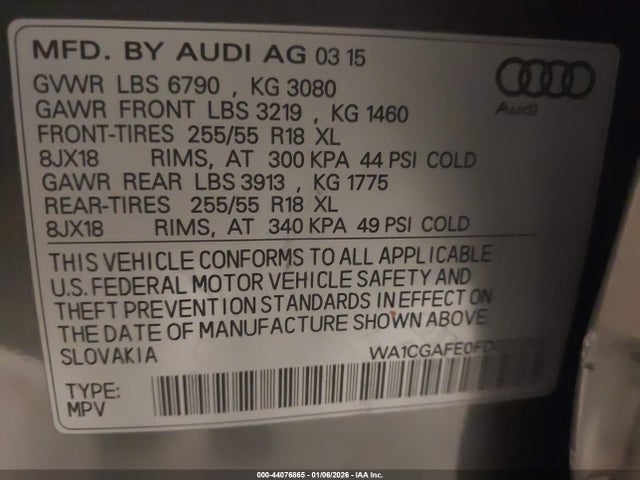 MFD. BY AUDI AG 03 15
GVWR LBS 6790 , KG 3080
GAWR FRONT LBS 3219 , KG 1460
FRONT-TIRES 255/55 R18 XL
8JX18 RIMS, AT 300 KPA 44 PSI COLD
GAWR REAR LBS 3913 , KG 1775
REAR-TIRES 255/55 R18 XL
8JX18 RIMS, AT 340 KPA 49 PSI COLD
Audi
THIS VEHICLE CONFORMS TO ALL APPLICABLE
U.S. FEDERAL MOTOR VEHICLE SAFETY AND
THEFT PREVENTION STANDARDS IN EFFECT ON
THE DATE OF MANUFACTURE SHOWN ABOVE.
SLOVAKIA
TYPE:
MPV
000-44076865 - 01/06/2026 - IAA Inc.